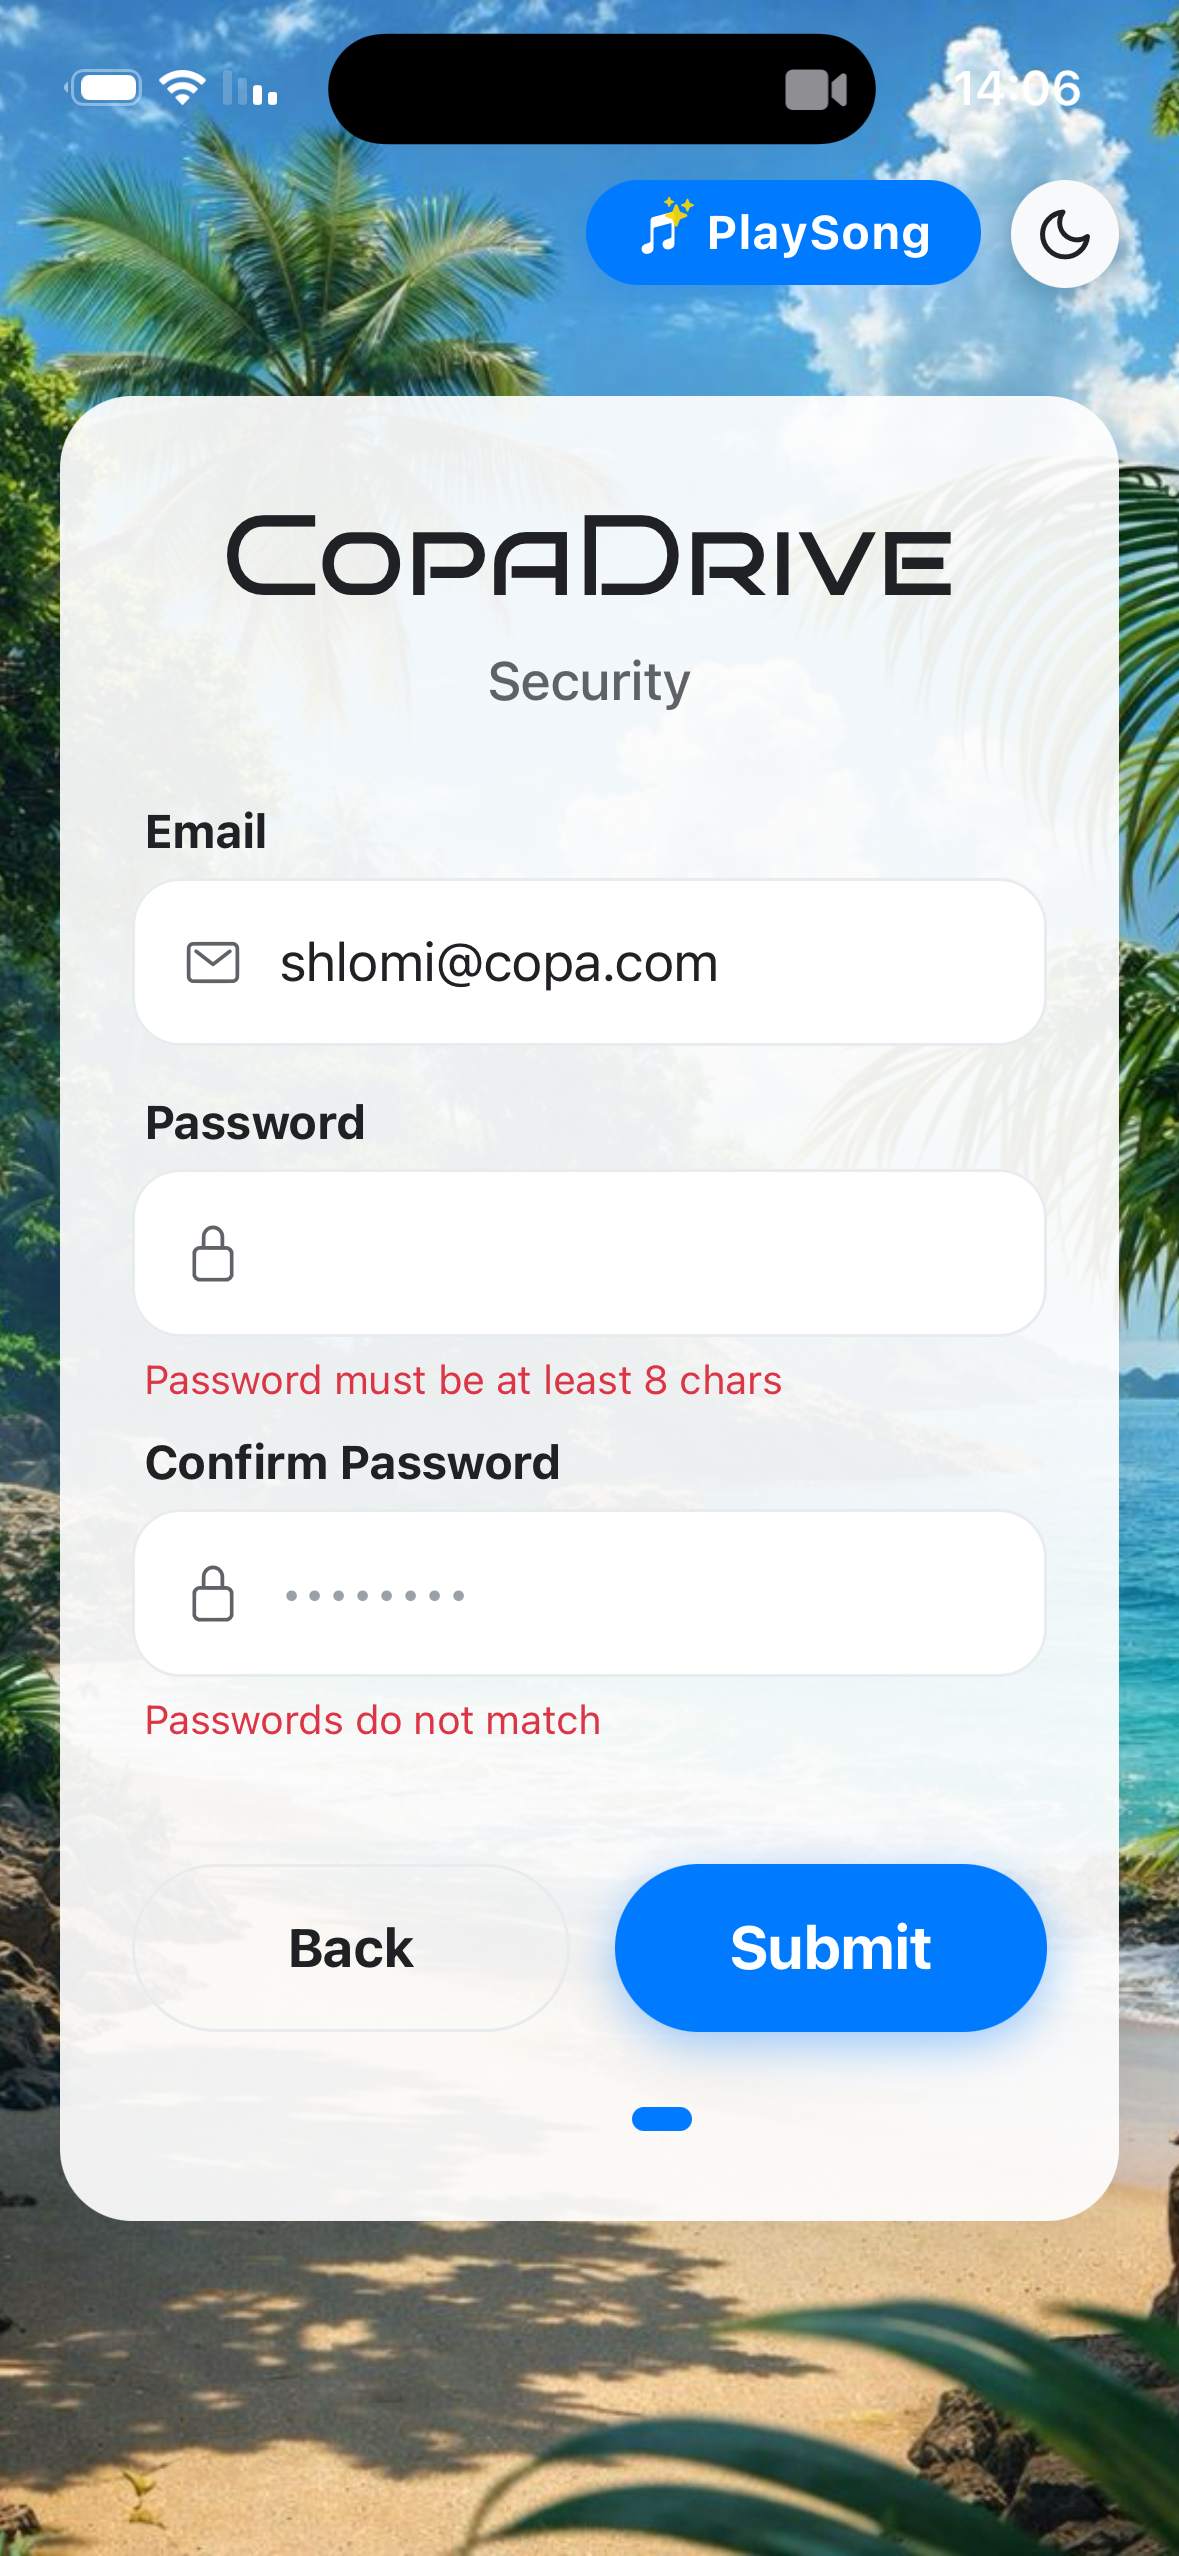 14:06
PlaySong
CopaDrive
Security
Email
shlomi@copa.com
Password
Password must be at least 8 chars
Confirm Password
••••••••
Passwords do not match
Back
Submit